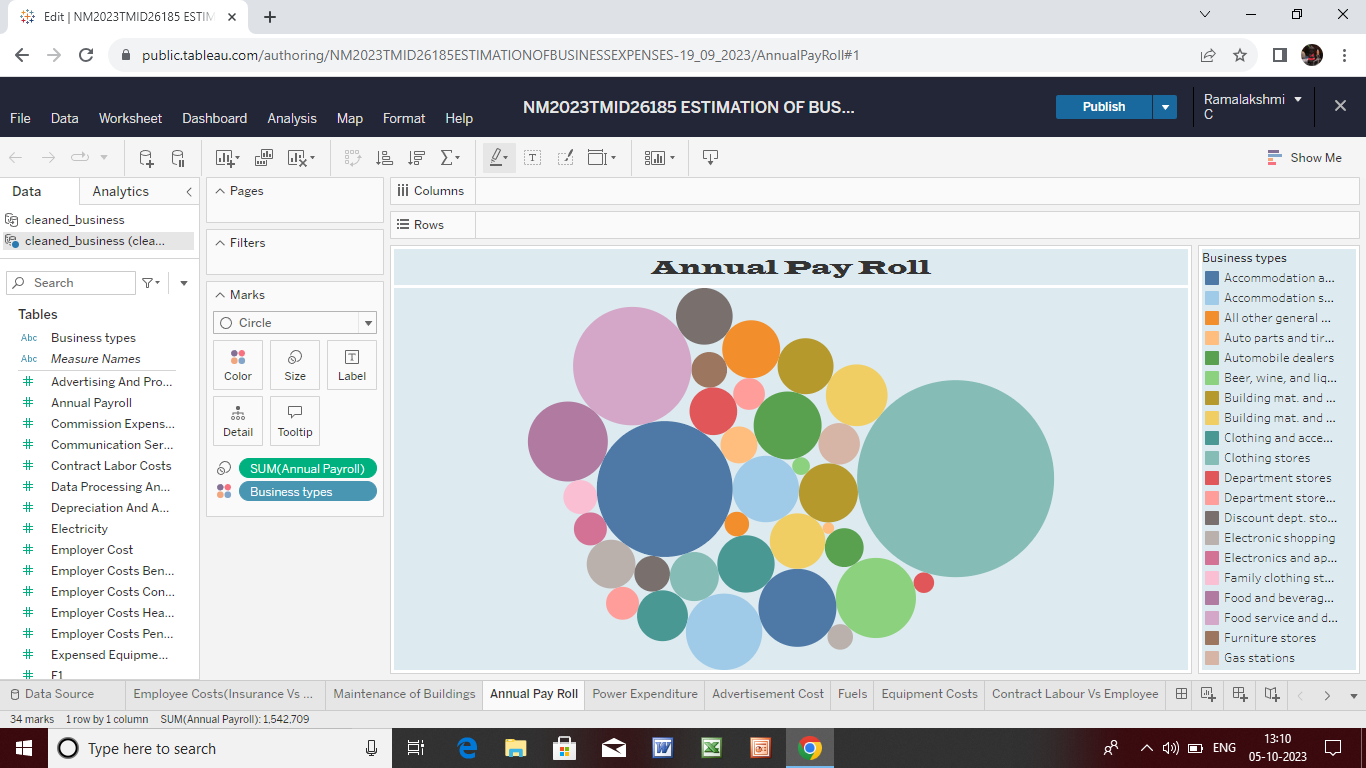 Edit | NM2023TMID26185 ESTIM
public.tableau.com/authoring/NM2023TMID26185ESTIMATIONOFBUSINESSEXPENSES-19_09_2023/AnnualPayRoll#1
NM2023TMID26185 ESTIMATION OF BUS...
Publish
Ramalakshmi C
File Data Worksheet Dashboard Analysis Map Format Help
Show Me
Data Analytics
cleaned_business
cleaned_business (clea...
Search
Tables
Abc Business types
Abc Measure Names
Advertising And Pro...
Annual Payroll
Commission Expens...
Communication Ser...
Contract Labor Costs
Data Processing An...
Depreciation And A...
Electricity
Employer Cost
Employer Costs Ben...
Employer Costs Con...
Employer Costs Hea...
Employer Costs Pen...
Expensed Equipme...
F1
Pages
Filters
Marks
Circle
Color Size Label
Detail Tooltip
SUM(Annual Payroll)
Business types
Columns
Rows
Annual Pay Roll
Business types
Accommodation a...
Accommodation s...
All other general ...
Auto parts and tir...
Automobile dealers
Beer, wine, and liq...
Building mat. and ...
Building mat. and ...
Clothing and acce...
Clothing stores
Department stores
Department store...
Discount dept. sto...
Electronic shopping
Electronics and ap...
Family clothing st...
Food and beverag...
Food service and d...
Furniture stores
Gas stations
Data Source Employee Costs(Insurance Vs ... Maintenance of Buildings Annual Pay Roll Power Expenditure Advertisement Cost Fuels Equipment Costs Contract Labour Vs Employee
34 marks 1 row by 1 column SUM(Annual Payroll): 1,542,709
Type here to search
ENG
13:10
05-10-2023